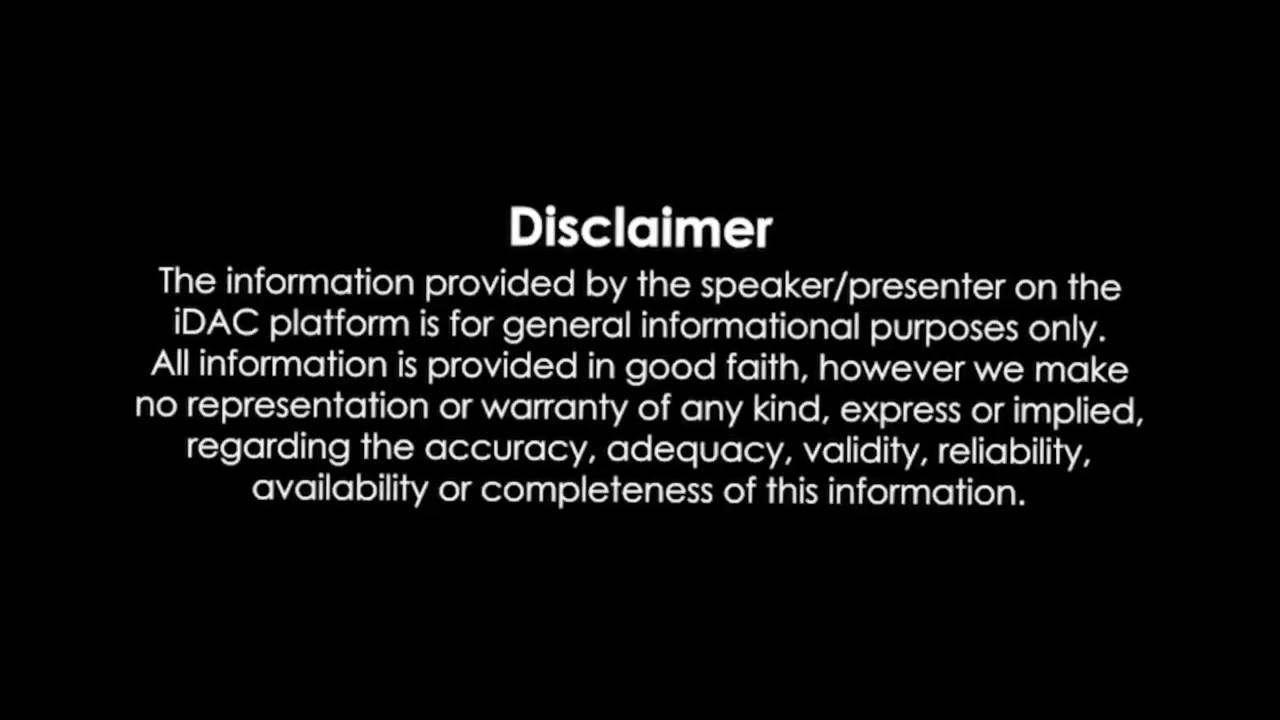 Disclaimer
The information provided by the speaker/presenter on the
iDAC platform is for general informational purposes only.
All information is provided in good faith, however we make
no representation or warranty of any kind, express or implied,
regarding the accuracy, adequacy, validity, reliability,
availability or completeness of this information.